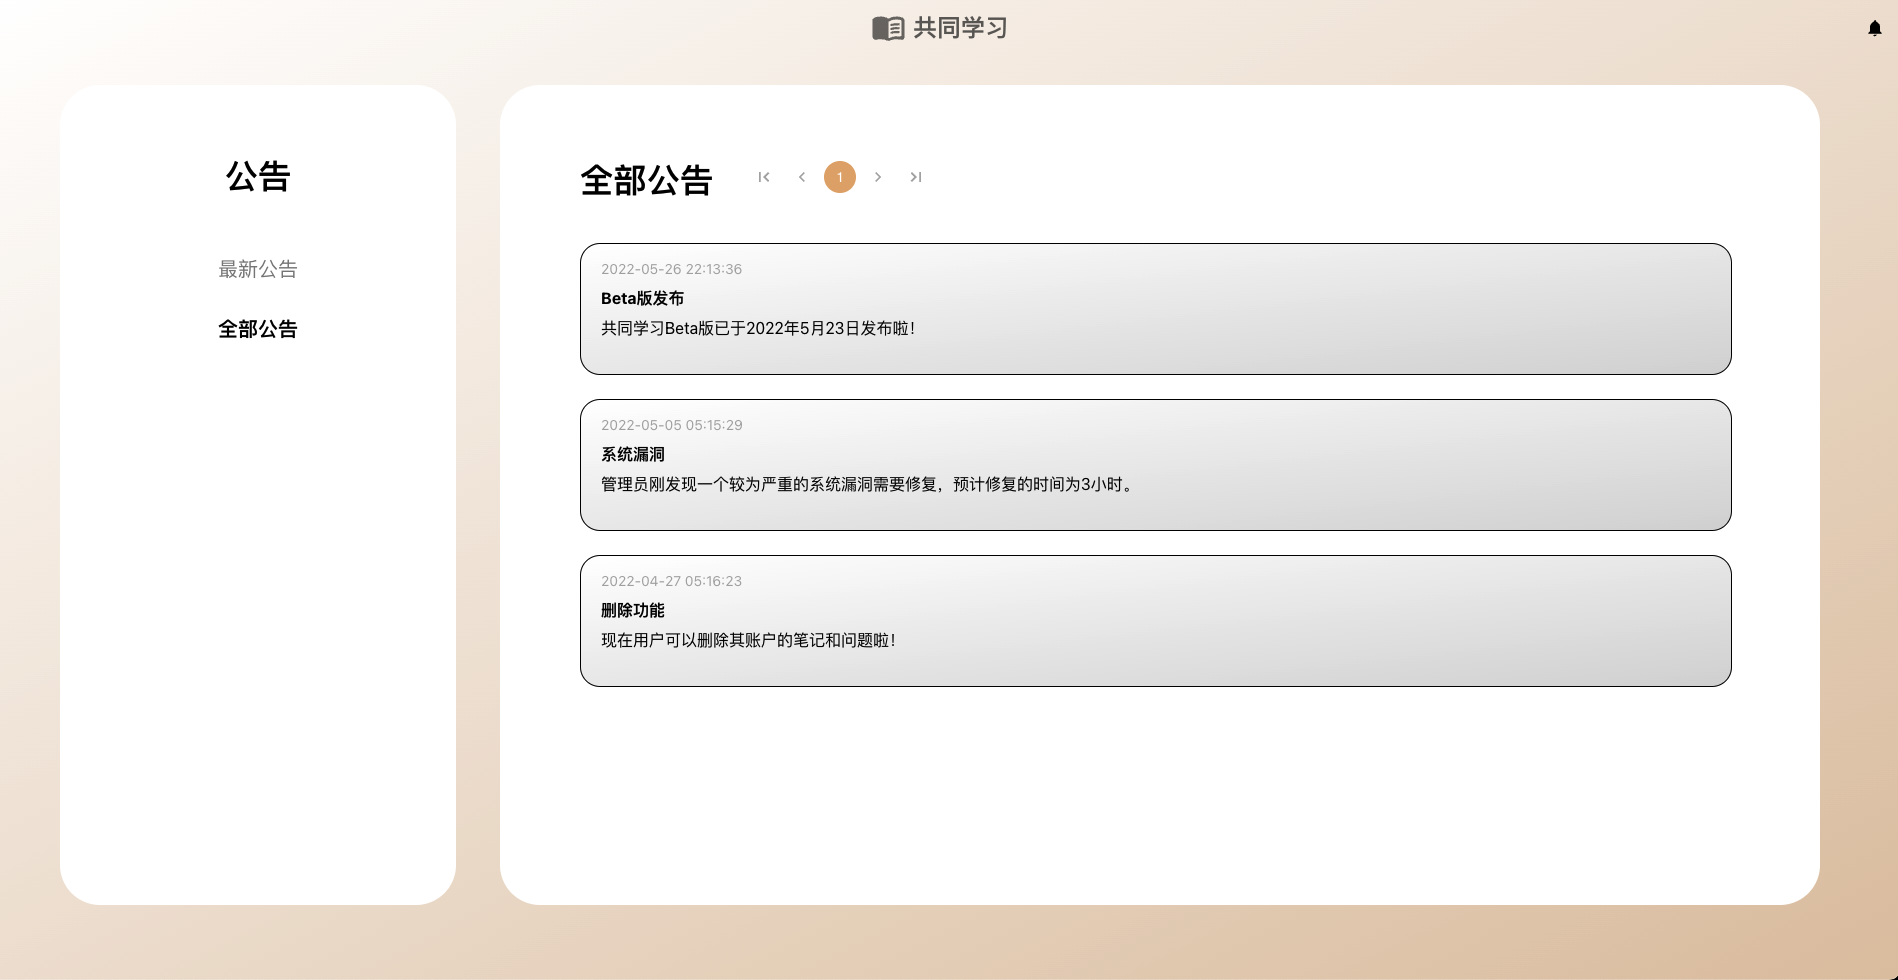 共同学习
公告
最新公告
全部公告
全部公告
1
2022-05-26 22:13:36
Beta版发布
共同学习Beta版已于2022年5月23日发布啦！
2022-05-05 05:15:29
系统漏洞
管理员刚发现一个较为严重的系统漏洞需要修复，预计修复的时间为3小时。
2022-04-27 05:16:23
删除功能
现在用户可以删除其账户的笔记和问题啦！